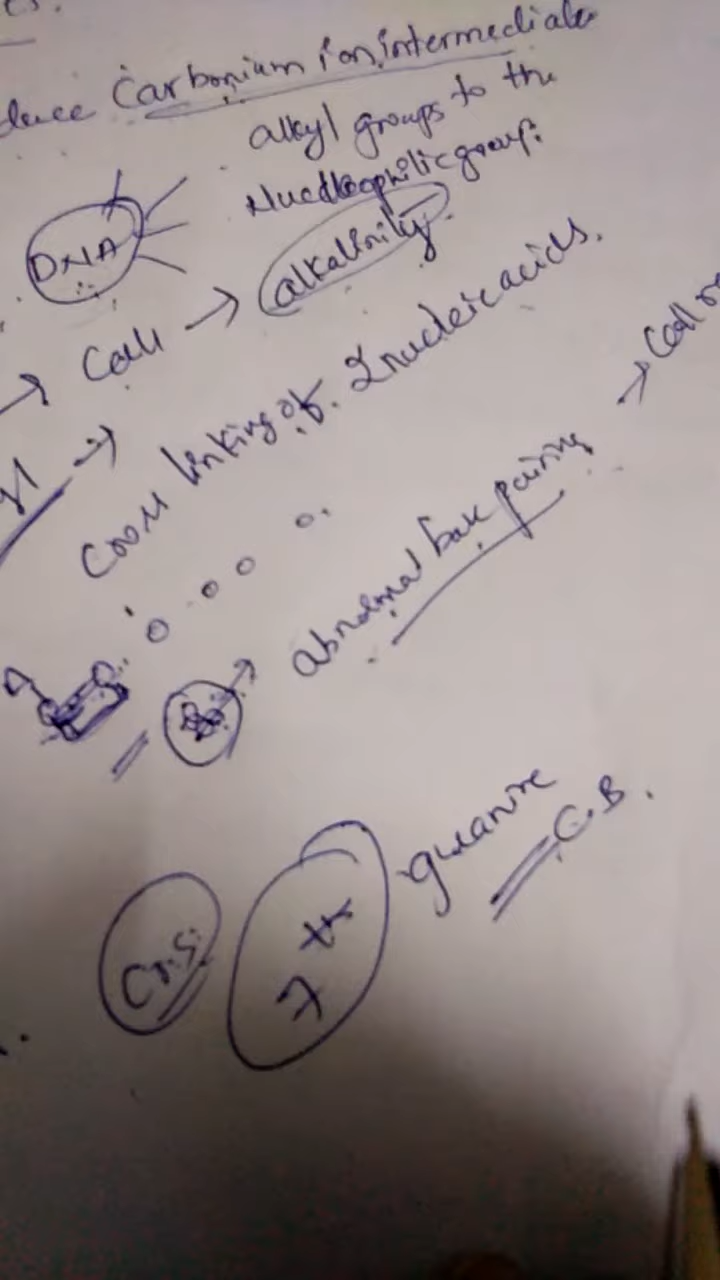 duce Carbonium ion intermediate
alkyl groups to the
Nucleophilic group.
DNA
→ Cell → alkalinity.
→ Cross linking of 2 nucleic acids.
→ abnormal base pairing → Cell
7th guanine
C.B.